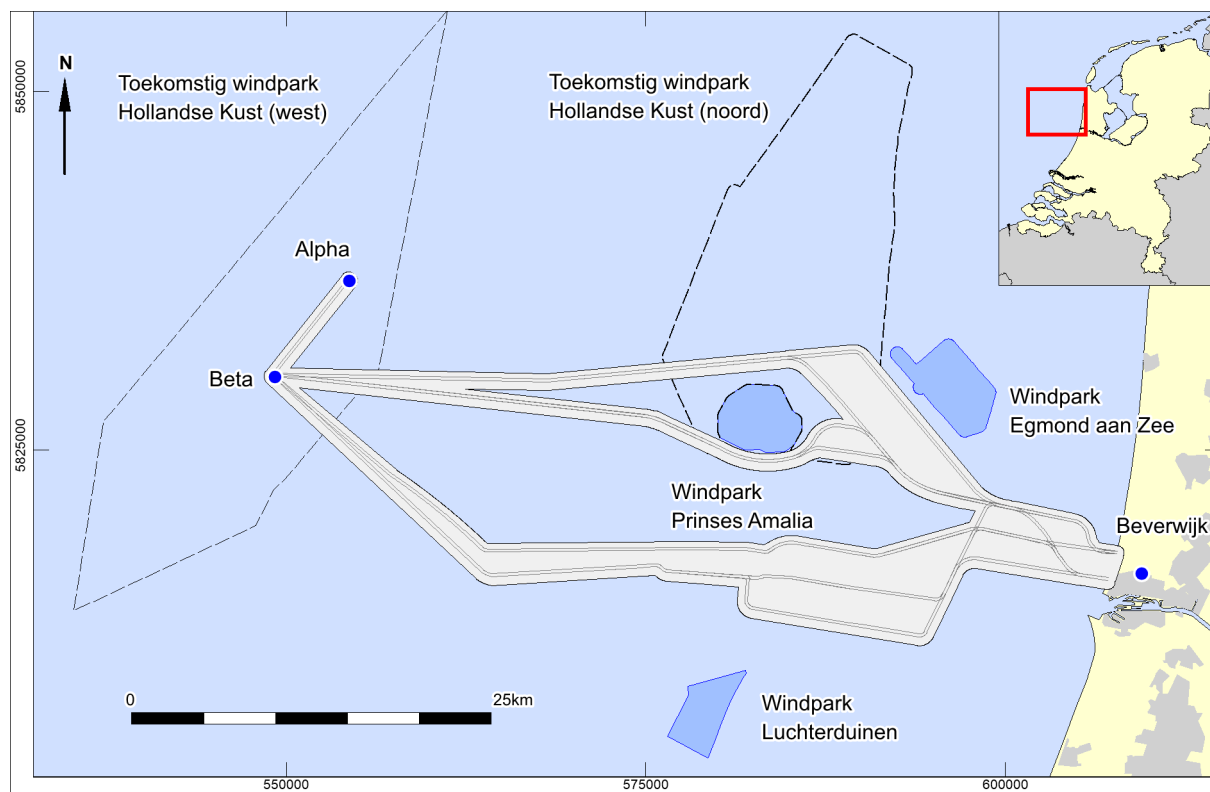 Toekomstig windpark
Hollandse Kust (west)
Toekomstig windpark
Hollandse Kust (noord)
N
5850000
Alpha
Beta
Windpark
Egmond aan Zee
5825000
Windpark
Prinses Amalia
Beverwijk
0
25km
Windpark
Luchterduinen
550000
575000
600000